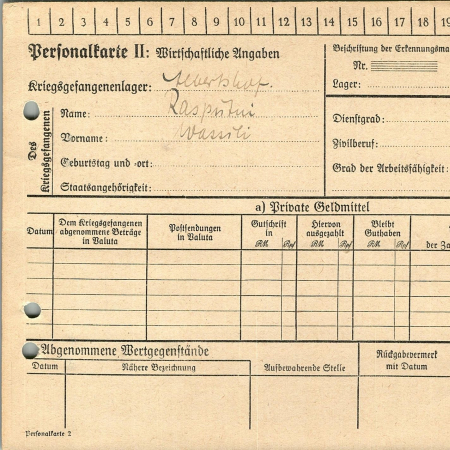 1 2 3 4 5 6 7 8 9 10 11 12 13 14 15 16 17 18 19
Personalkarte II: Wirtschaftliche Angaben
Beschriftung der Erkennungsma
Nr.
Kriegsgefangenenlager:
Lager:
Des Kriegsgefangenen
Name: Rasputin
Vorname: Wassili
Geburtstag und -ort:
Staatsangehörigkeit:
Dienstgrad:
Zivilberuf:
Grad der Arbeitsfähigkeit:
a) Private Geldmittel
Datum
Dem Kriegsgefangenen abgenommene Beträge in Valuta
Postsendungen in Valuta
Gutschrift in
RM Rpf
Hiervon ausgezahlt
RM Rpf
Bleibt Guthaben
RM Rpf
der Za
Abgenommene Wertgegenstände
Datum
Nähere Bezeichnung
Aufbewahrende Stelle
Rückgabevermerk mit Datum
Personalkarte 2